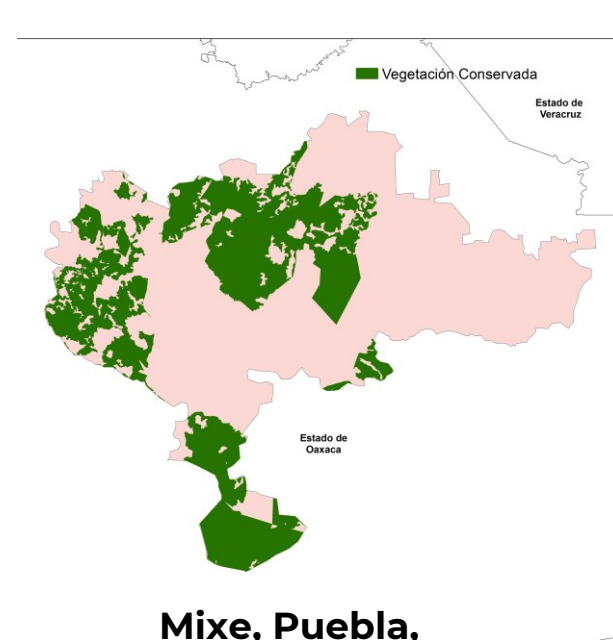 Vegetación Conservada
Estado de
Veracruz
Estado de
Oaxaca
Mixe, Puebla,